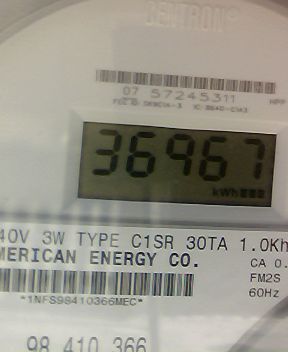 CENTRON®
07 57245311
36967
kWh
40V 3W TYPE C1SR 30TA 1.0Kh
MERICAN ENERGY CO.
CA 0.
FM2S
60Hz
*1NFS98410366MEC*
98 410 366